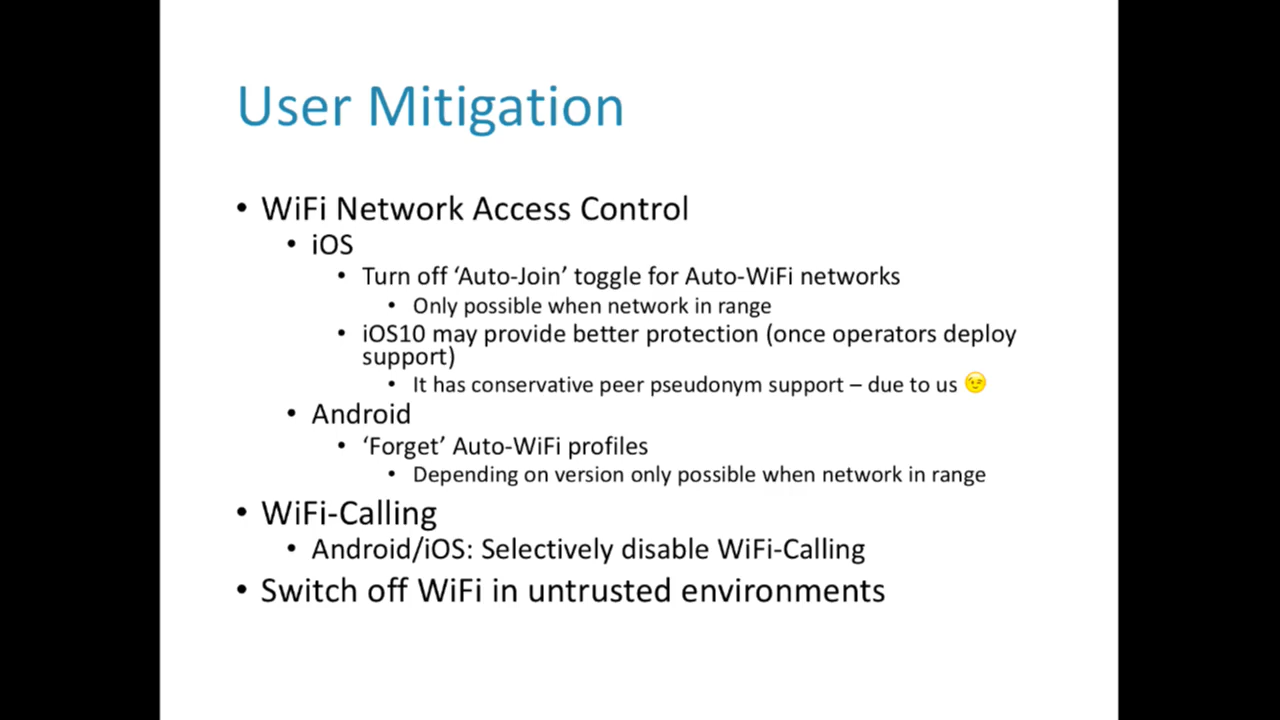 User Mitigation
• WiFi Network Access Control
• iOS
• Turn off ‘Auto-Join’ toggle for Auto-WiFi networks
• Only possible when network in range
• iOS10 may provide better protection (once operators deploy
support)
• It has conservative peer pseudonym support – due to us 😉
• Android
• ‘Forget’ Auto-WiFi profiles
• Depending on version only possible when network in range
• WiFi-Calling
• Android/iOS: Selectively disable WiFi-Calling
• Switch off WiFi in untrusted environments